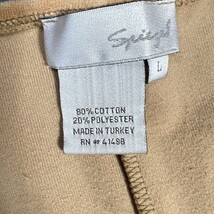 Spiegel
L
80% COTTON
20% POLYESTER
MADE IN TURKEY
RN # 41498